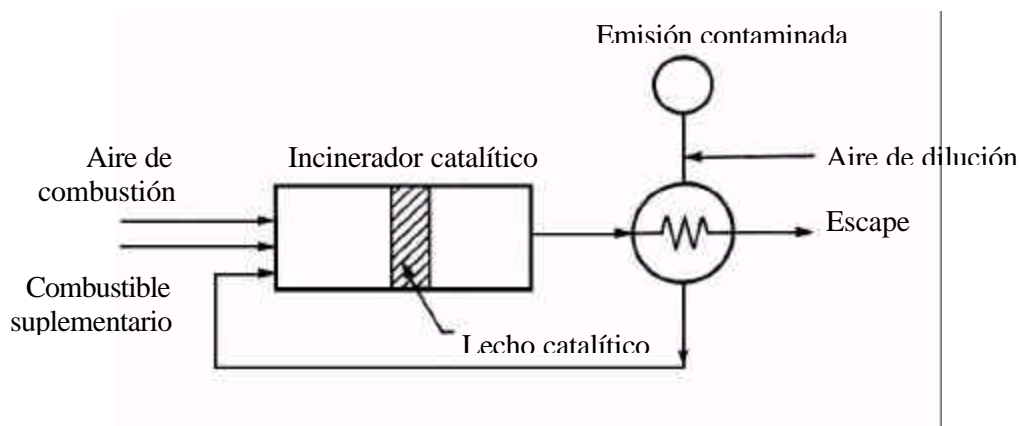 Emisión contaminada
Aire de
combustión
Incinerador catalítico
Aire de dilución
Escape
Combustible
suplementario
Lecho catalítico